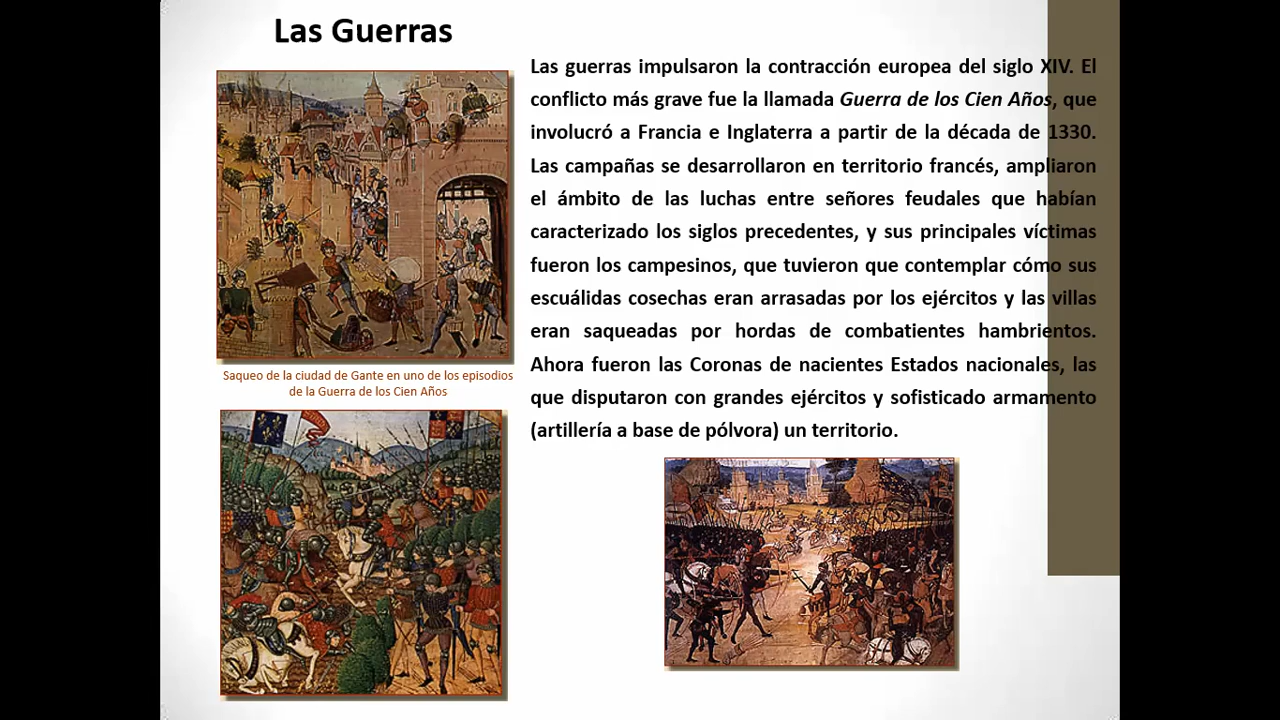 Las Guerras
Las guerras impulsaron la contracción europea del siglo XIV. El
conflicto más grave fue la llamada Guerra de los Cien Años, que
involucró a Francia e Inglaterra a partir de la década de 1330.
Las campañas se desarrollaron en territorio francés, ampliaron
el ámbito de las luchas entre señores feudales que habían
caracterizado los siglos precedentes, y sus principales víctimas
fueron los campesinos, que tuvieron que contemplar cómo sus
escuálidas cosechas eran arrasadas por los ejércitos y las villas
eran saqueadas por hordas de combatientes hambrientos.
Ahora fueron las Coronas de nacientes Estados nacionales, las
que disputaron con grandes ejércitos y sofisticado armamento
(artillería a base de pólvora) un territorio.
Saqueo de la ciudad de Gante en uno de los episodios
de la Guerra de los Cien Años